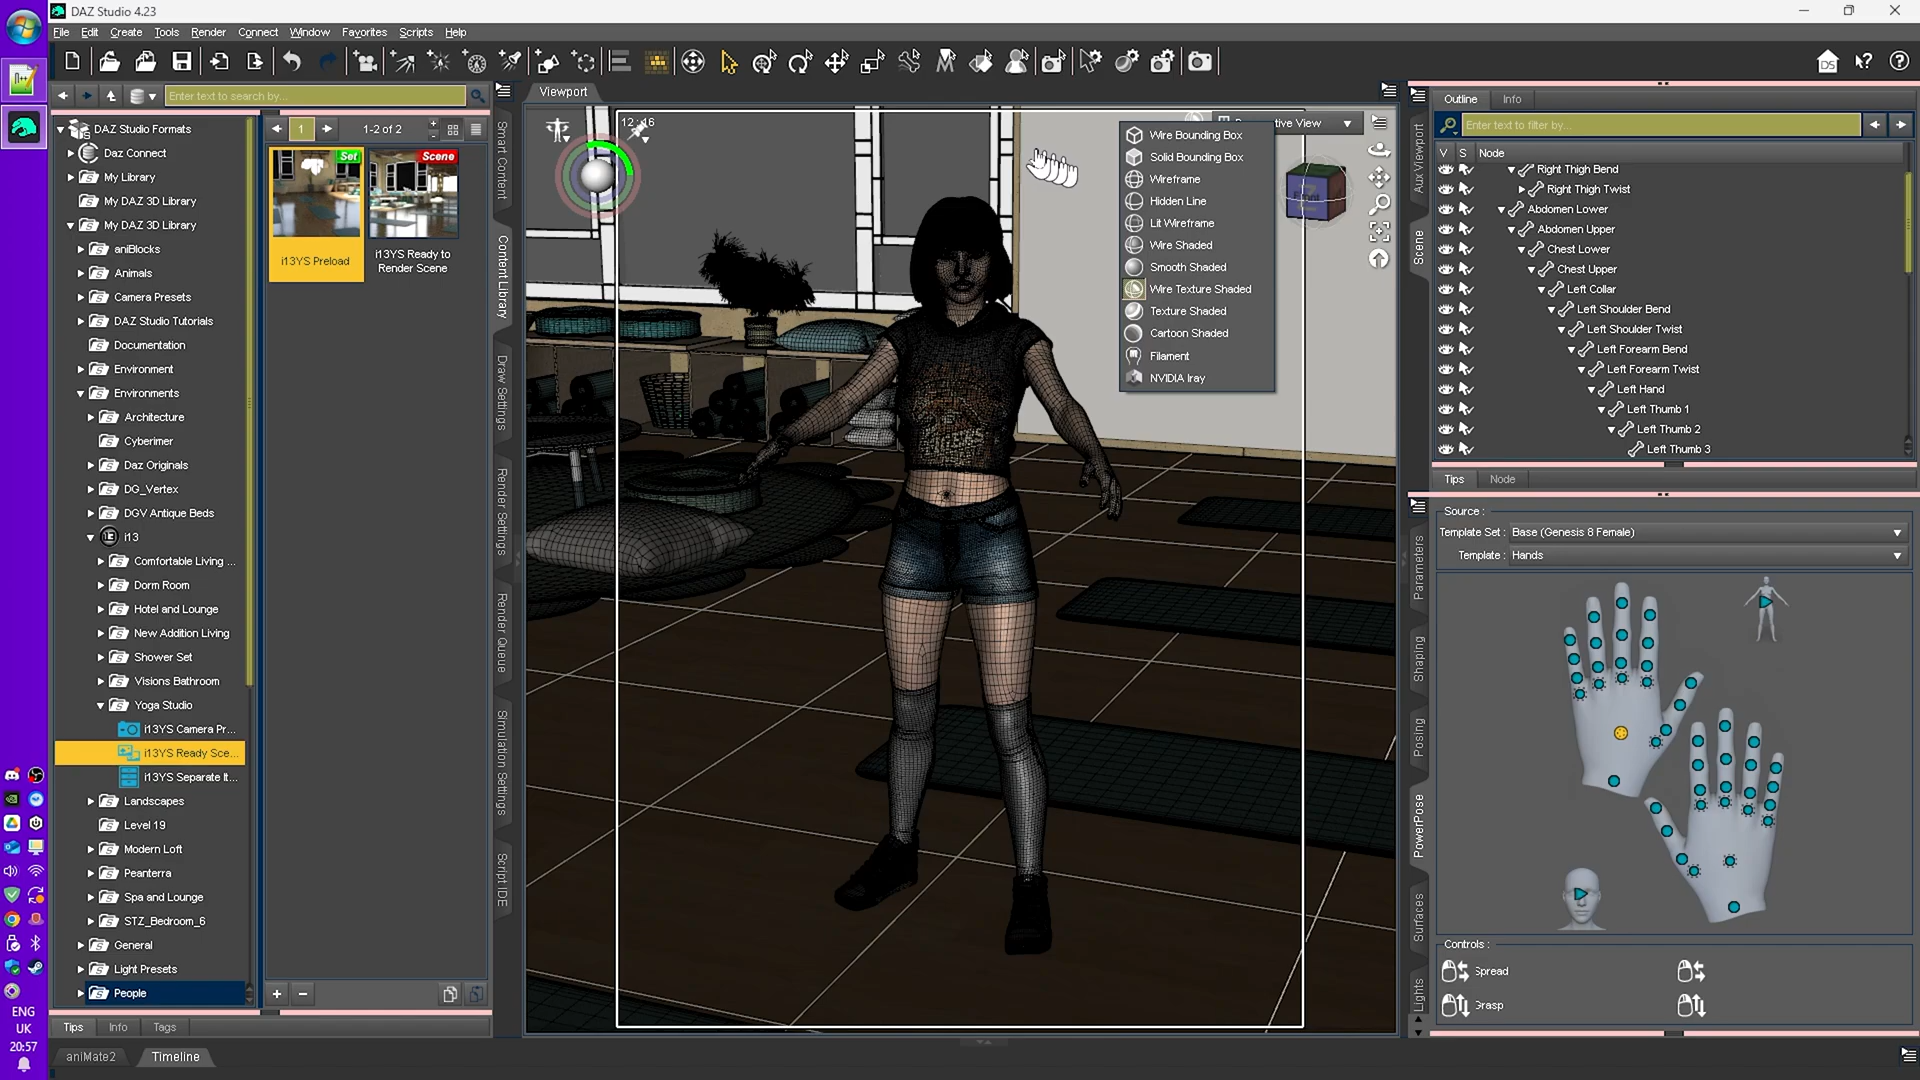 DAZ Studio 4.23
File Edit Create Tools Render Connect Window Favorites Scripts Help
Enter text to search by...
DAZ Studio Formats
Daz Connect
My Library
My DAZ 3D Library
My DAZ 3D Library
aniBlocks
Animals
Camera Presets
DAZ Studio Tutorials
Documentation
Environment
Environments
Architecture
Cyberimer
Daz Originals
DG_Vertex
DGV Antique Beds
i13
Comfortable Living ...
Dorm Room
Hotel and Lounge
New Addition Living
Shower Set
Visions Bathroom
Yoga Studio
i13YS Camera Pr...
i13YS Ready Sce...
i13YS Separate It...
Landscapes
Level 19
Modern Loft
Peanterra
Spa and Lounge
STZ_Bedroom_6
General
Light Presets
People
1
1-2 of 2
Set
Scene
i13YS Preload
i13YS Ready to
Render Scene
Tips Info Tags
aniMate2 Timeline
ENG
UK
20:57
Smart Content
Content Library
Draw Settings
Render Settings
Render Queue
Simulation Settings
Script IDE
Viewport
Wire Bounding Box
Solid Bounding Box
Wireframe
Hidden Line
Lit Wireframe
Wire Shaded
Smooth Shaded
Wire Texture Shaded
Texture Shaded
Cartoon Shaded
Filament
NVIDIA Iray
DS
Aux Viewport
Scene
Outline Info
Enter text to filter by...
V S Node
Right Thigh Bend
Right Thigh Twist
Abdomen Lower
Abdomen Upper
Chest Lower
Chest Upper
Left Collar
Left Shoulder Bend
Left Shoulder Twist
Left Forearm Bend
Left Forearm Twist
Left Hand
Left Thumb 1
Left Thumb 2
Left Thumb 3
Tips Node
Parameters
Shaping
Posing
PowerPose
Surfaces
Lights
Source :
Template Set : Base (Genesis 8 Female)
Template : Hands
Controls :
Spread
Grasp